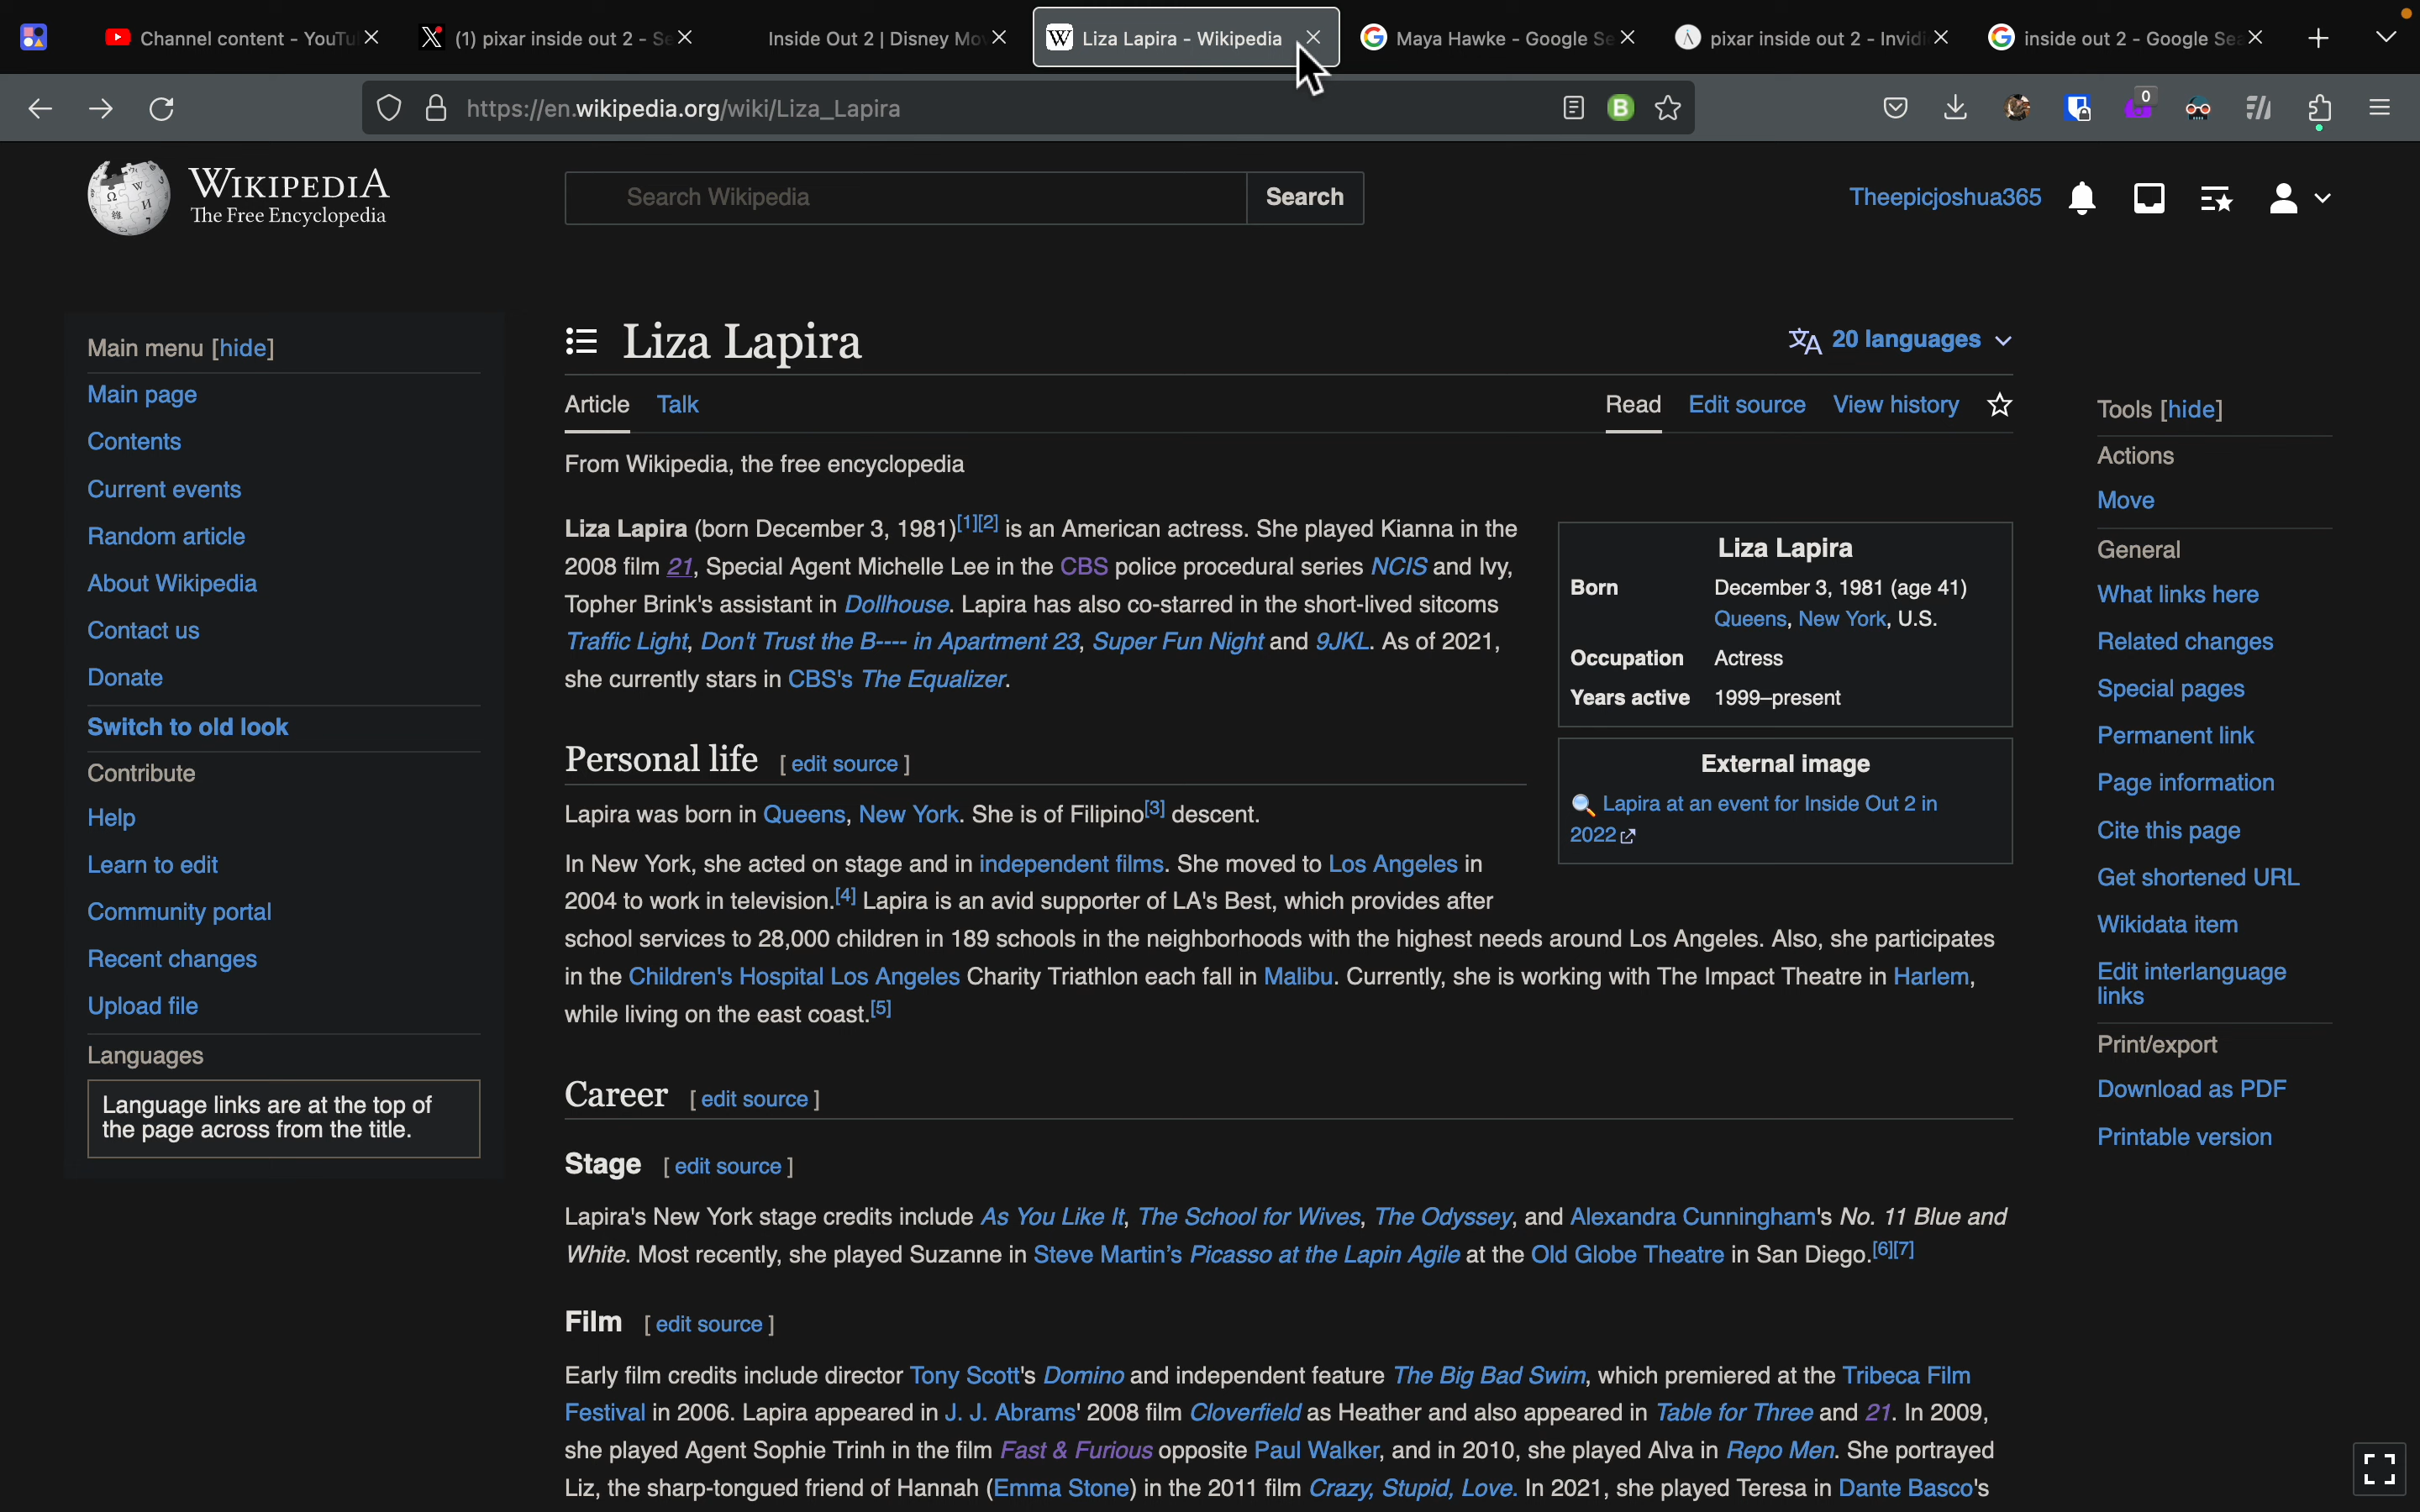 Channel content - YouTu
(1) pixar inside out 2 - Se
Inside Out 2 | Disney Mo
Liza Lapira - Wikipedia
Maya Hawke - Google Se
pixar inside out 2 - Invidi
inside out 2 - Google Sea
https://en.wikipedia.org/wiki/Liza_Lapira
B
0
WIKIPEDIA
The Free Encyclopedia
Search Wikipedia
Search
Theepicjoshua365
Main menu [hide]
Main page
Contents
Current events
Random article
About Wikipedia
Contact us
Donate
Switch to old look
Contribute
Help
Learn to edit
Community portal
Recent changes
Upload file
Languages
Language links are at the top of
the page across from the title.
Liza Lapira
20 languages
Article Talk
Read Edit source View history
From Wikipedia, the free encyclopedia
Liza Lapira (born December 3, 1981)[1][2] is an American actress. She played Kianna in the
2008 film 21, Special Agent Michelle Lee in the CBS police procedural series NCIS and Ivy,
Topher Brink's assistant in Dollhouse. Lapira has also co-starred in the short-lived sitcoms
Traffic Light, Don't Trust the B---- in Apartment 23, Super Fun Night and 9JKL. As of 2021,
she currently stars in CBS's The Equalizer.
Liza Lapira
Born December 3, 1981 (age 41)
Queens, New York, U.S.
Occupation Actress
Years active 1999–present
External image
Lapira at an event for Inside Out 2 in
2022
Personal life [ edit source ]
Lapira was born in Queens, New York. She is of Filipino[3] descent.
In New York, she acted on stage and in independent films. She moved to Los Angeles in
2004 to work in television.[4] Lapira is an avid supporter of LA's Best, which provides after
school services to 28,000 children in 189 schools in the neighborhoods with the highest needs around Los Angeles. Also, she participates
in the Children's Hospital Los Angeles Charity Triathlon each fall in Malibu. Currently, she is working with The Impact Theatre in Harlem,
while living on the east coast.[5]
Career [ edit source ]
Stage [ edit source ]
Lapira's New York stage credits include As You Like It, The School for Wives, The Odyssey, and Alexandra Cunningham's No. 11 Blue and
White. Most recently, she played Suzanne in Steve Martin’s Picasso at the Lapin Agile at the Old Globe Theatre in San Diego.[6][7]
Film [ edit source ]
Early film credits include director Tony Scott's Domino and independent feature The Big Bad Swim, which premiered at the Tribeca Film
Festival in 2006. Lapira appeared in J. J. Abrams' 2008 film Cloverfield as Heather and also appeared in Table for Three and 21. In 2009,
she played Agent Sophie Trinh in the film Fast & Furious opposite Paul Walker, and in 2010, she played Alva in Repo Men. She portrayed
Liz, the sharp-tongued friend of Hannah (Emma Stone) in the 2011 film Crazy, Stupid, Love. In 2021, she played Teresa in Dante Basco's
Tools [hide]
Actions
Move
General
What links here
Related changes
Special pages
Permanent link
Page information
Cite this page
Get shortened URL
Wikidata item
Edit interlanguage
links
Print/export
Download as PDF
Printable version